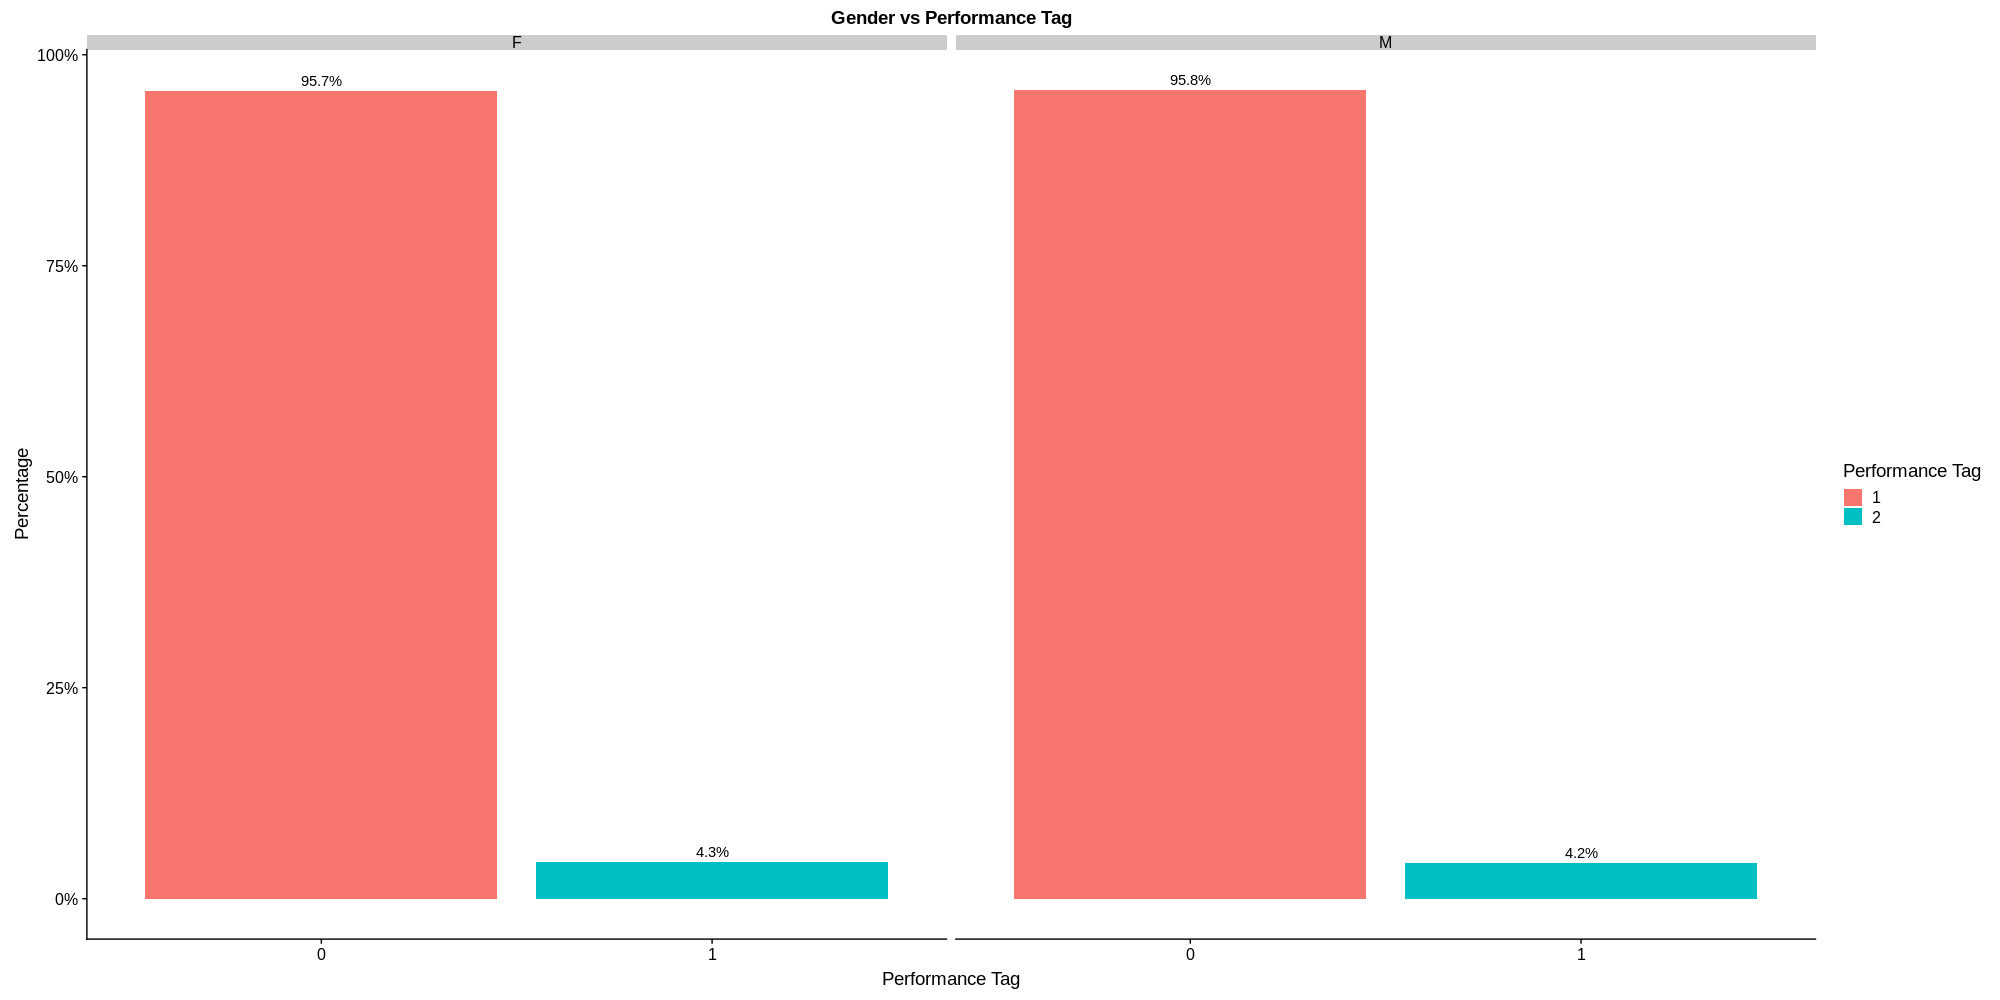 Gender vs Performance Tag
F
M
100%
75%
50%
25%
0%
Percentage
95.7%
4.3%
95.8%
4.2%
0
1
0
1
Performance Tag
Performance Tag
1
2